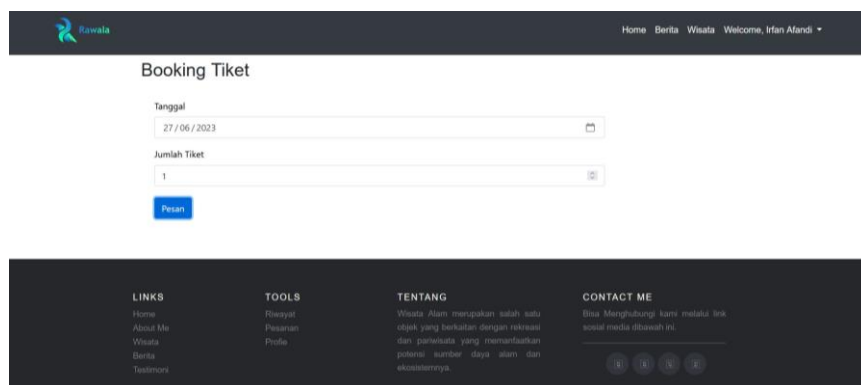 Rawala
Home Berita Wisata Welcome, Irfan Afandi
Booking Tiket
Tanggal
27 / 06 / 2023
Jumlah Tiket
1
Pesan
LINKS
Home
About Me
Wisata
Berita
Testimoni
TOOLS
Riwayat
Pesanan
Profile
TENTANG
Wisata Alam merupakan salah satu
objek yang berkaitan dengan rekreasi
dan pariwisata yang memanfaatkan
potensi sumber daya alam dan
ekosistemnya.
CONTACT ME
Bisa Menghubungi kami melalui link
sosial media dibawah ini.